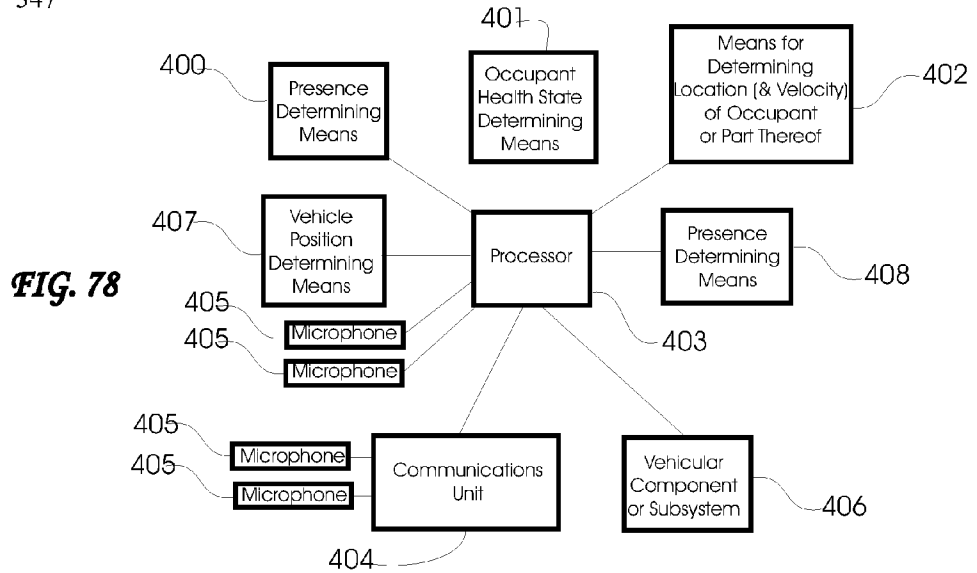 347
401
400
Presence
Determining
Means
Occupant
Health State
Determining
Means
Means for
Determining
Location (& Velocity)
of Occupant
or Part Thereof
402
407
Vehicle
Position
Determining
Means
Processor
Presence
Determining
Means
408
FIG. 78
405
Microphone
405
Microphone
403
405
Microphone
405
Microphone
Communications
Unit
404
Vehicular
Component
or Subsystem
406